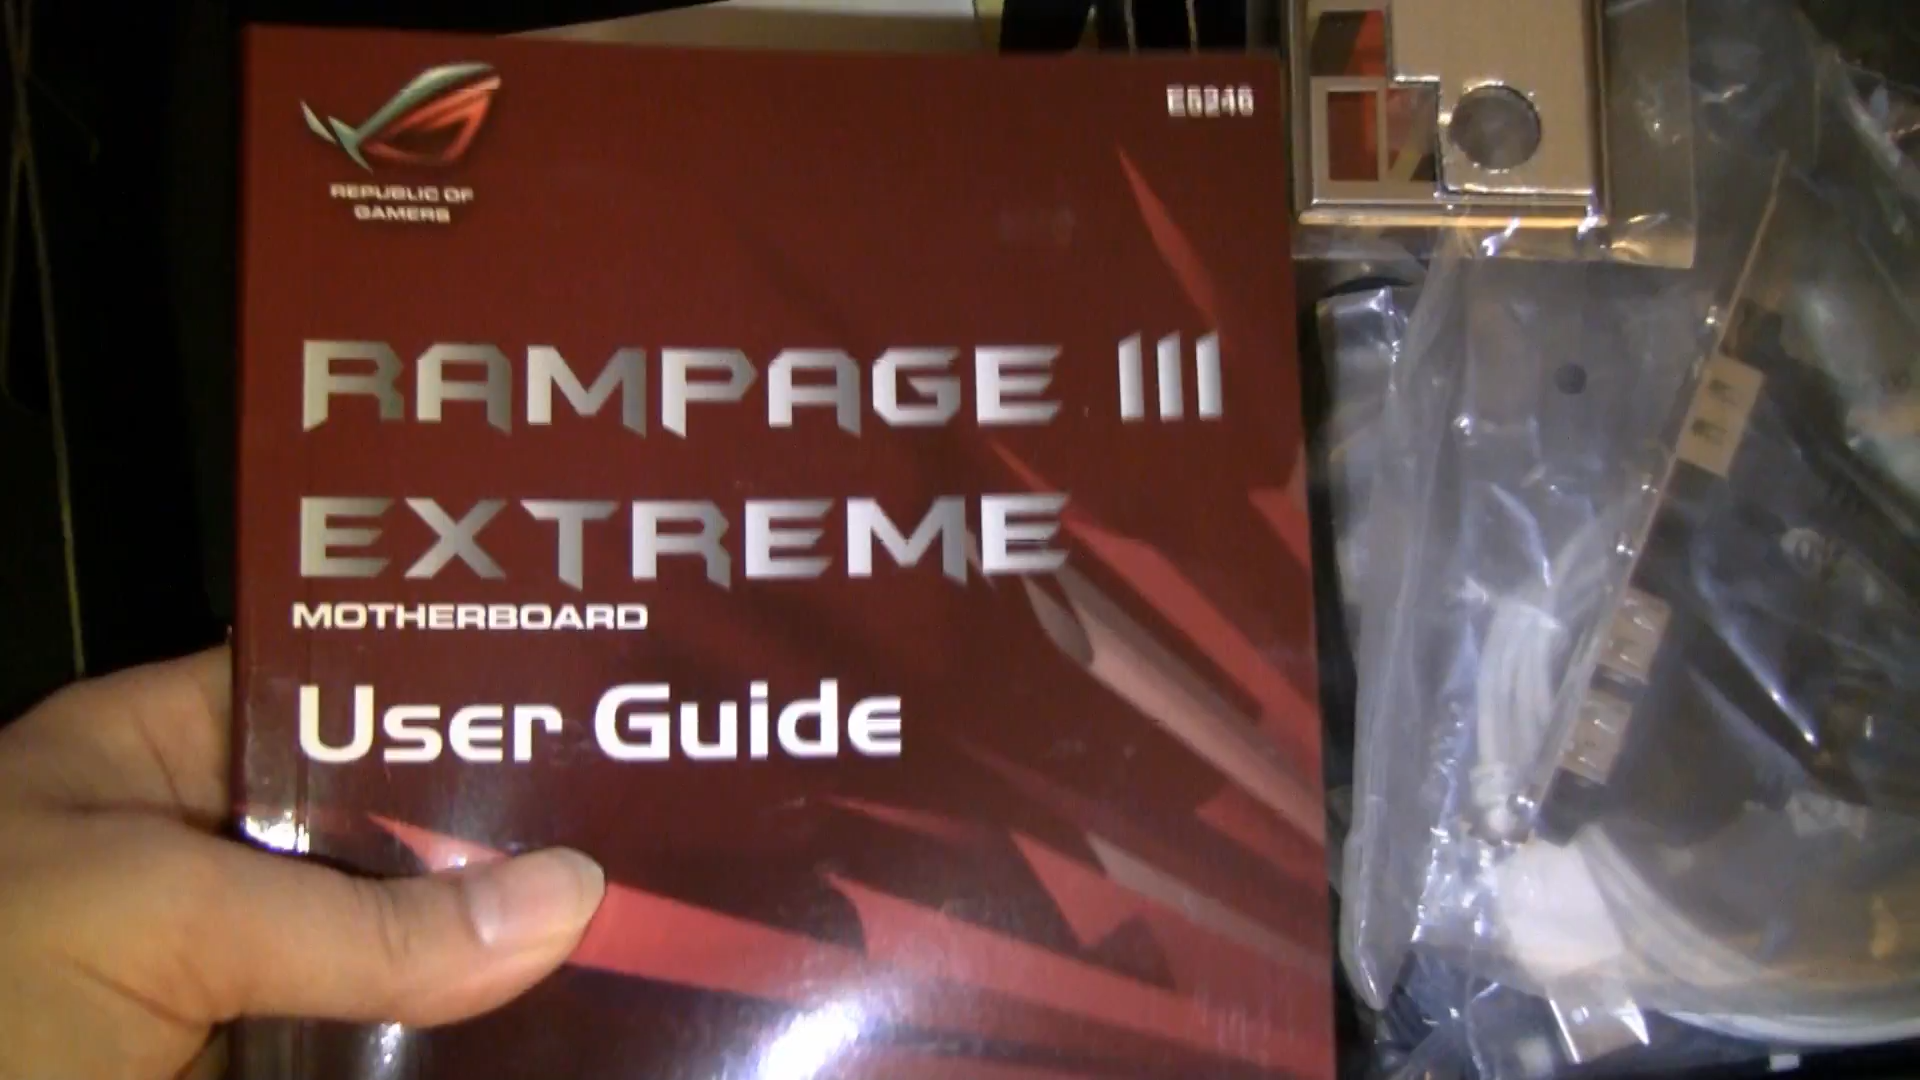 REPUBLIC OF
GAMERS
E5246
RAMPAGE III
EXTREME
MOTHERBOARD
User Guide